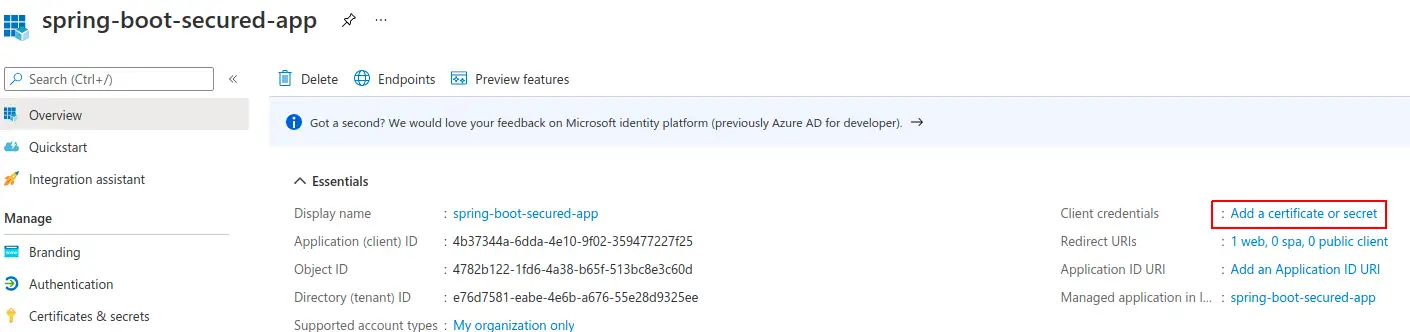 spring-boot-secured-app ...
Search (Ctrl+/) «
Delete Endpoints Preview features
Overview
Quickstart
Integration assistant
Manage
Branding
Authentication
Certificates & secrets
Got a second? We would love your feedback on Microsoft identity platform (previously Azure AD for developer). →
Essentials
Display name : spring-boot-secured-app
Application (client) ID : 4b37344a-6dda-4e10-9f02-359477227f25
Object ID : 4782b122-1fd6-4a38-b65f-513bc8e3c60d
Directory (tenant) ID : e76d7581-eabe-4e6b-a676-55e28d9325ee
Supported account types : My organization only
Client credentials : Add a certificate or secret
Redirect URIs : 1 web, 0 spa, 0 public client
Application ID URI : Add an Application ID URI
Managed application in l... : spring-boot-secured-app